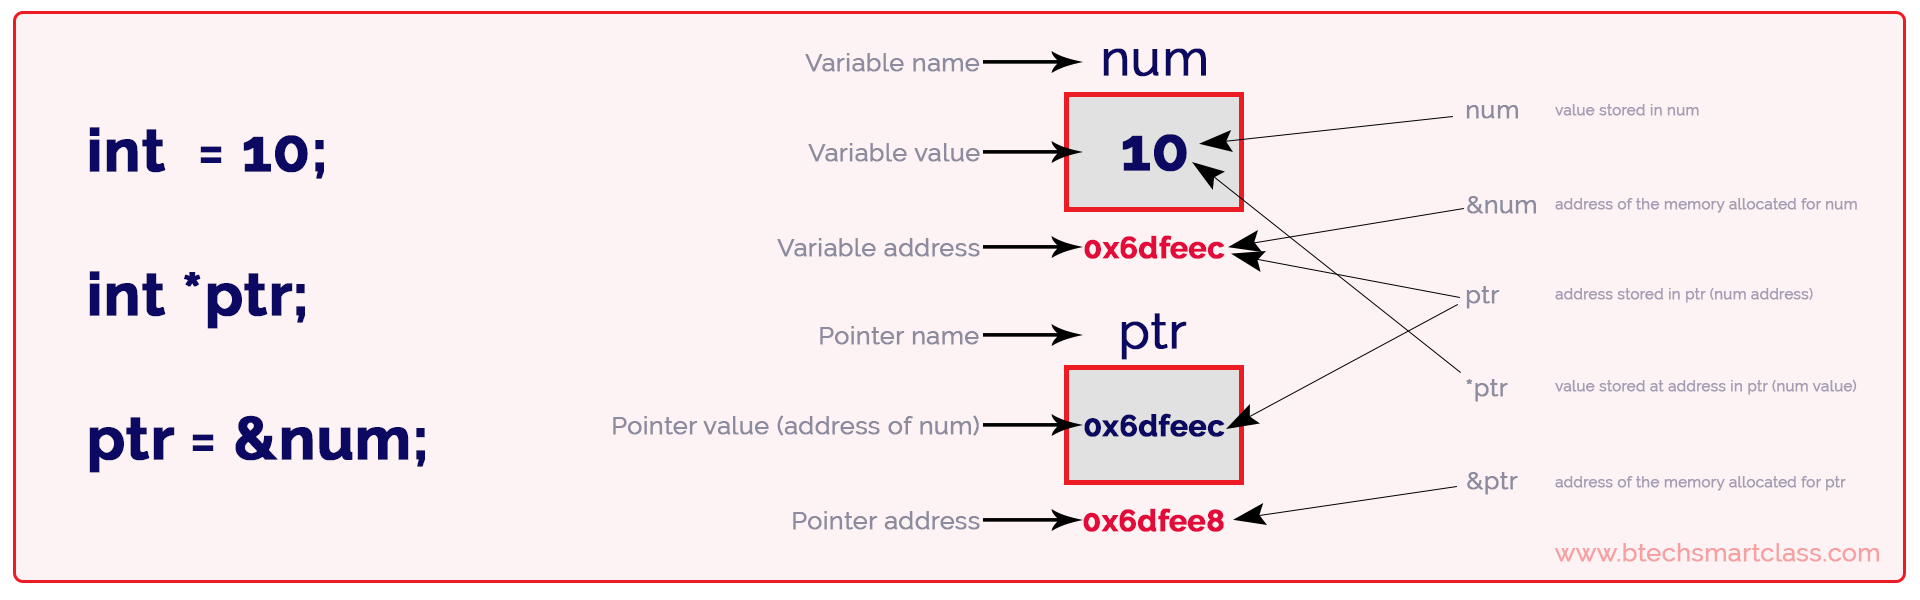 int  = 10;
int *ptr;
ptr = &num;
Variable name
num
Variable value
10
Variable address
0x6dfeec
Pointer name
ptr
Pointer value (address of num)
0x6dfeec
Pointer address
0x6dfee8
num value stored in num
&num address of the memory allocated for num
ptr address stored in ptr (num address)
*ptr value stored at address in ptr (num value)
&ptr address of the memory allocated for ptr
www.btechsmartclass.com